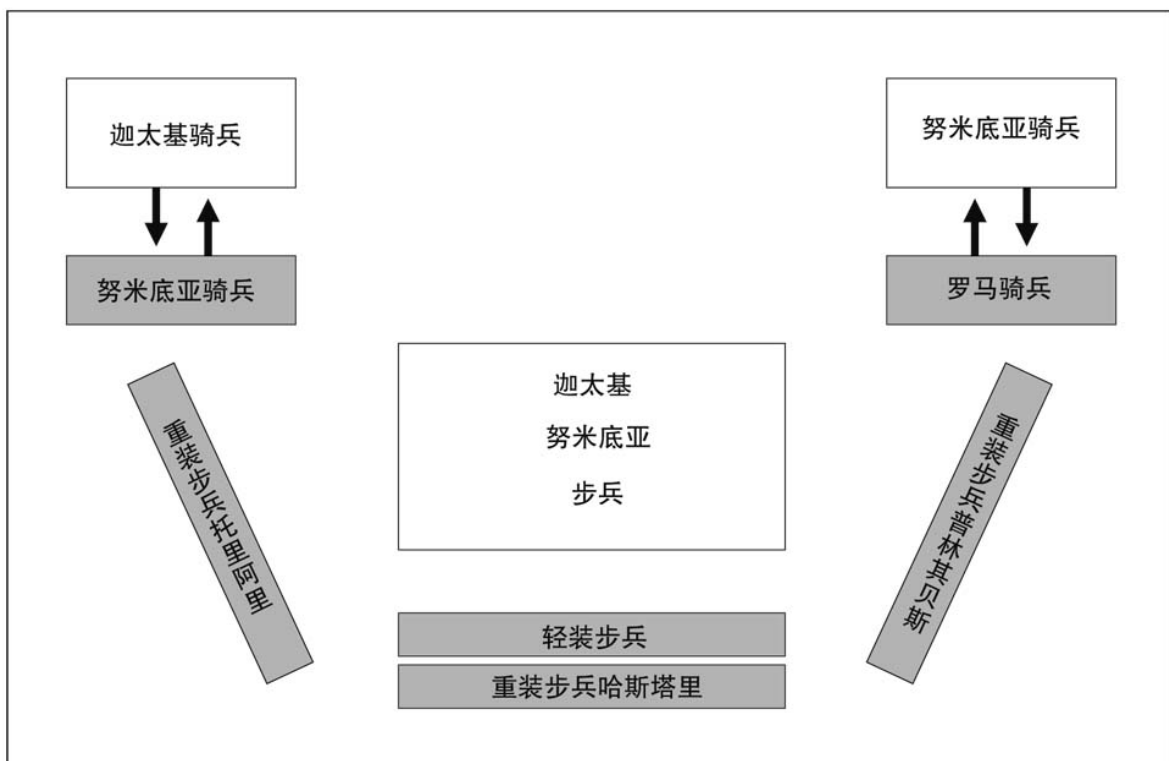 迦太基骑兵
努米底亚骑兵
努米底亚骑兵
罗马骑兵
迦太基
努米底亚
步兵
重装步兵托里阿里
重装步兵普林其贝斯
轻装步兵
重装步兵哈斯塔里